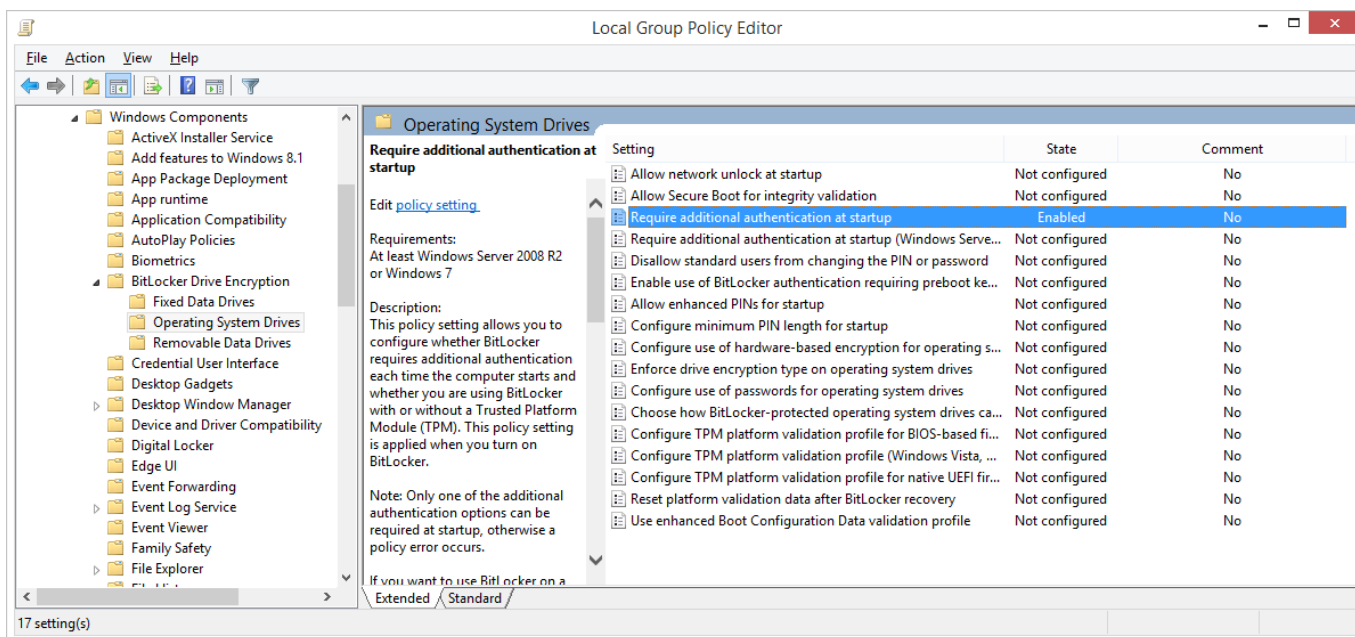 Local Group Policy Editor
File Action View Help
Windows Components
ActiveX Installer Service
Add features to Windows 8.1
App Package Deployment
App runtime
Application Compatibility
AutoPlay Policies
Biometrics
BitLocker Drive Encryption
Fixed Data Drives
Operating System Drives
Removable Data Drives
Credential User Interface
Desktop Gadgets
Desktop Window Manager
Device and Driver Compatibility
Digital Locker
Edge UI
Event Forwarding
Event Log Service
Event Viewer
Family Safety
File Explorer
Operating System Drives
Require additional authentication at
startup
Edit policy setting
Requirements:
At least Windows Server 2008 R2
or Windows 7
Description:
This policy setting allows you to
configure whether BitLocker
requires additional authentication
each time the computer starts and
whether you are using BitLocker
with or without a Trusted Platform
Module (TPM). This policy setting
is applied when you turn on
BitLocker.
Note: Only one of the additional
authentication options can be
required at startup, otherwise a
policy error occurs.
If you want to use BitLocker on a
Setting State Comment
Allow network unlock at startup Not configured No
Allow Secure Boot for integrity validation Not configured No
Require additional authentication at startup Enabled No
Require additional authentication at startup (Windows Serve... Not configured No
Disallow standard users from changing the PIN or password Not configured No
Enable use of BitLocker authentication requiring preboot ke... Not configured No
Allow enhanced PINs for startup Not configured No
Configure minimum PIN length for startup Not configured No
Configure use of hardware-based encryption for operating s... Not configured No
Enforce drive encryption type on operating system drives Not configured No
Configure use of passwords for operating system drives Not configured No
Choose how BitLocker-protected operating system drives ca... Not configured No
Configure TPM platform validation profile for BIOS-based fi... Not configured No
Configure TPM platform validation profile (Windows Vista, ... Not configured No
Configure TPM platform validation profile for native UEFI fir... Not configured No
Reset platform validation data after BitLocker recovery Not configured No
Use enhanced Boot Configuration Data validation profile Not configured No
Extended Standard
17 setting(s)